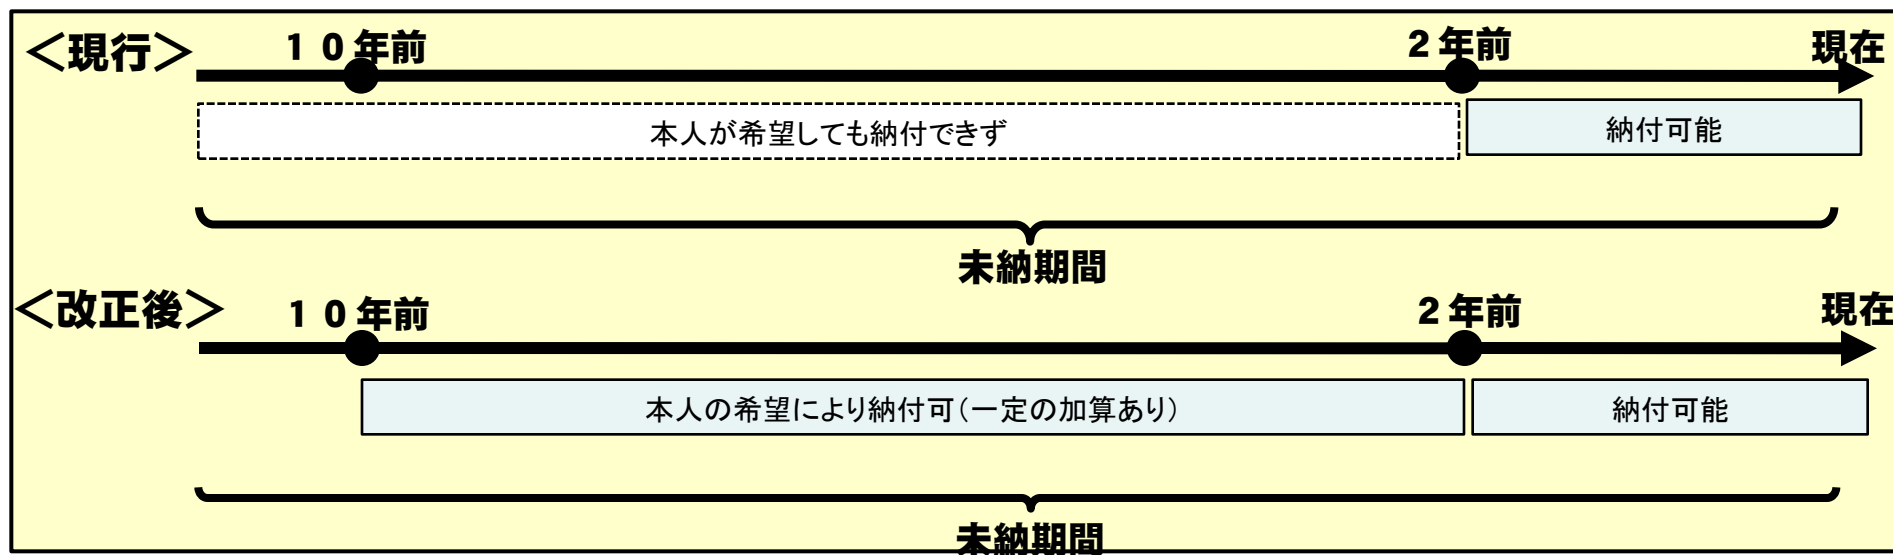 ＜現行＞
１０年前
２年前
現在
本人が希望しても納付できず
納付可能
未納期間
＜改正後＞
１０年前
２年前
現在
本人の希望により納付可（一定の加算あり）
納付可能
未納期間